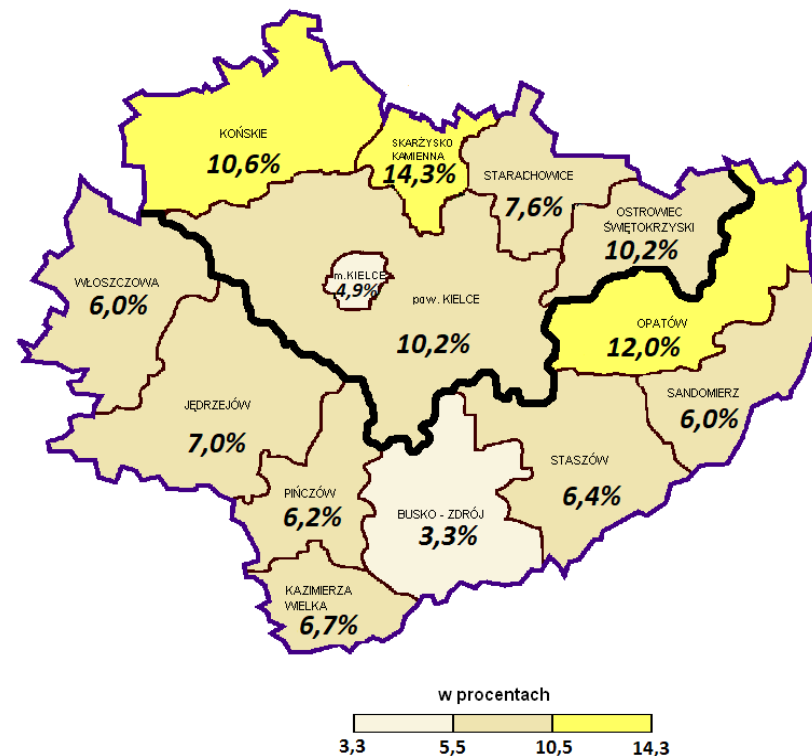 KOŃSKIE
10,6%
SKARŻYSKO
KAMIENNA
14,3%
STARACHOWICE
7,6%
OSTROWIEC
ŚWIĘTOKRZYSKI
10,2%
WŁOSZCZOWA
6,0%
m.KIELCE
4,9%
pow. KIELCE
10,2%
OPATÓW
12,0%
SANDOMIERZ
6,0%
JĘDRZEJÓW
7,0%
STASZÓW
6,4%
PIŃCZÓW
6,2%
BUSKO - ZDRÓJ
3,3%
KAZIMIERZA
WIELKA
6,7%
w procentach
3,3 5,5 10,5 14,3